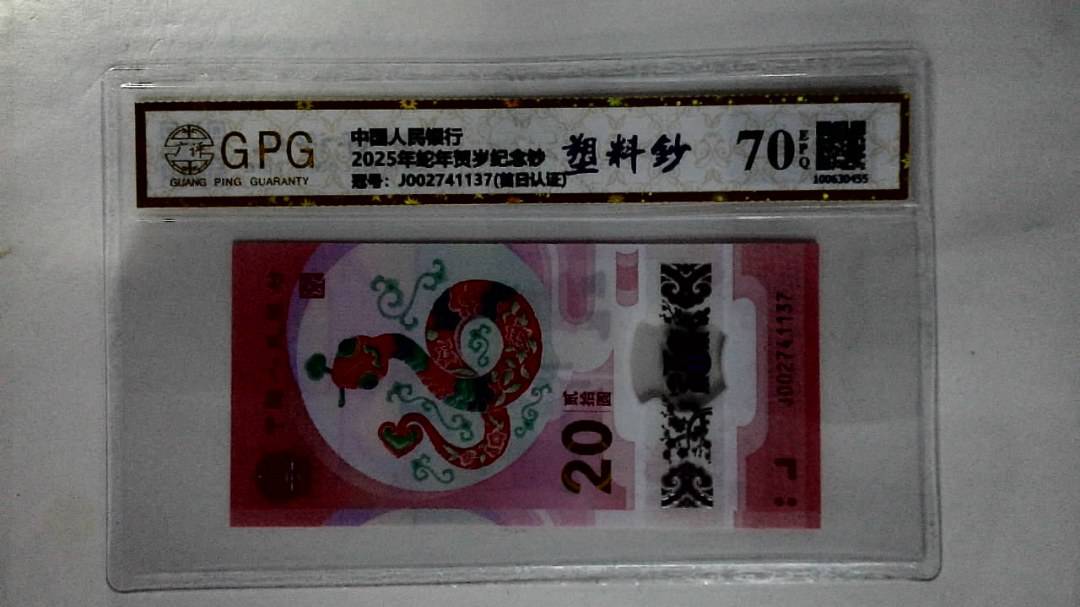 GPG
GUANG PING GUARANTY
中国人民银行
2025年蛇年贺岁纪念钞
冠号：J002741137(首日认证)
塑料钞
70
EPQ
100630455
贰拾圆
20
J002741137